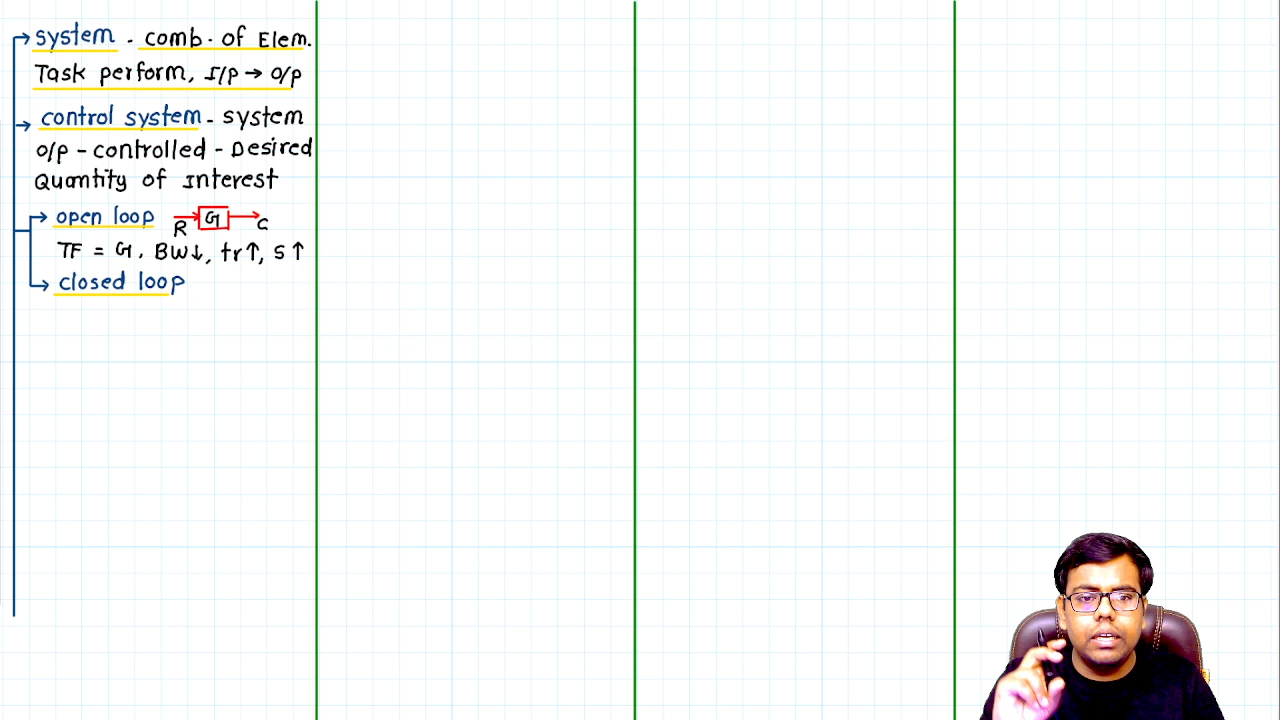 system - comb. of Elem.
Task perform, I/p → o/p
control system - system
o/p - controlled - Desired
Quantity of Interest
open loop R G C
TF = G, BW↓, tr↑, S↑
closed loop